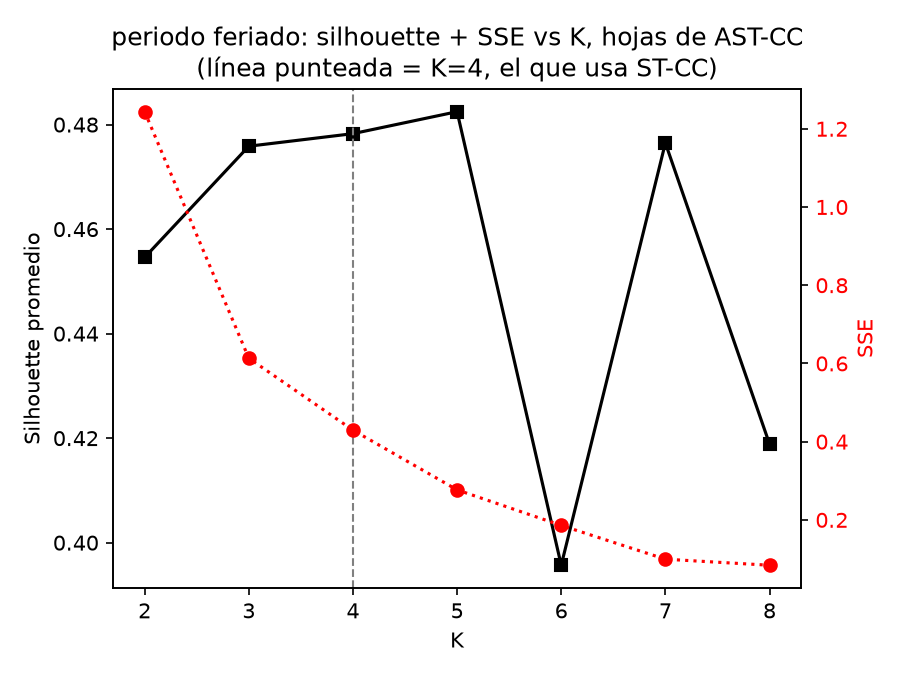 periodo feriado: silhouette + SSE vs K, hojas de AST-CC
(línea punteada = K=4, el que usa ST-CC)
Silhouette promedio
0.48
0.46
0.44
0.42
0.40
1.2
1.0
0.8
0.6
0.4
0.2
SSE
2 3 4 5 6 7 8
K